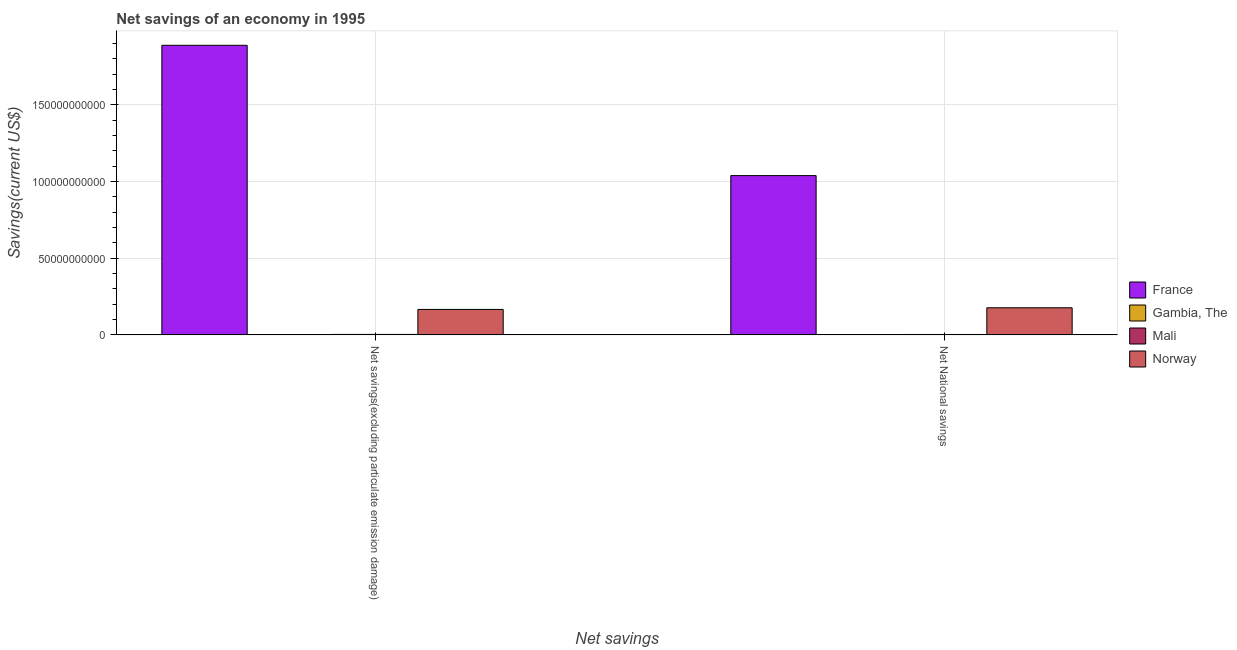 Net savings of an economy in 1995
Savings(current US$)
150000000000
100000000000
50000000000
0
Net savings(excluding particulate emission damage)
Net National savings
Net savings
France
Gambia, The
Mali
Norway